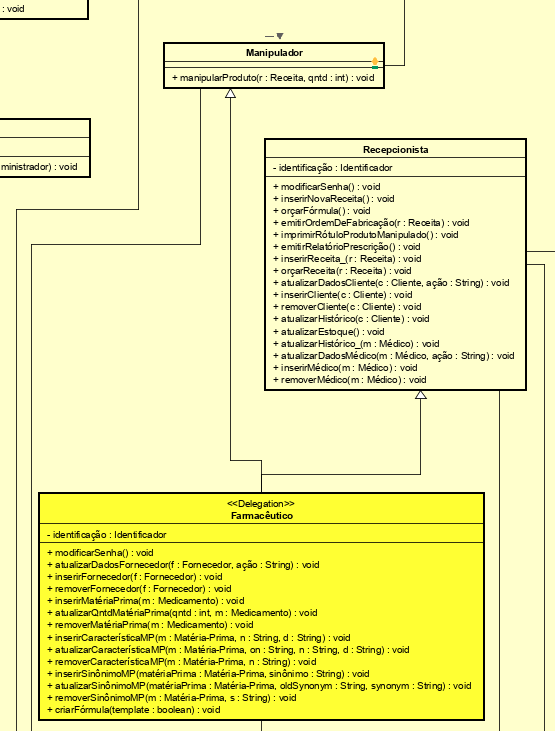 : void
Manipulador
+ manipularProduto(r : Receita, qntd : int) : void
ministrador) : void
Recepcionista
- identificação : Identificador
+ modificarSenha() : void
+ inserirNovaReceita() : void
+ orçarFórmula() : void
+ emitirOrdemDeFabricação(r : Receita) : void
+ imprimirRótuloProdutoManipulado() : void
+ emitirRelatórioPrescrição() : void
+ inserirReceita_(r : Receita) : void
+ orçarReceita(r : Receita) : void
+ atualizarDadosCliente(c : Cliente, ação : String) : void
+ inserirCliente(c : Cliente) : void
+ removerCliente(c : Cliente) : void
+ atualizarHistórico(c : Cliente) : void
+ atualizarEstoque() : void
+ atualizarHistórico_(m : Médico) : void
+ atualizarDadosMédico(m : Médico, ação : String) : void
+ inserirMédico(m : Médico) : void
+ removerMédico(m : Médico) : void
<<Delegation>>
Farmacêutico
- identificação : Identificador
+ modificarSenha() : void
+ atualizarDadosFornecedor(f : Fornecedor, ação : String) : void
+ inserirFornecedor(f : Fornecedor) : void
+ removerFornecedor(f : Fornecedor) : void
+ inserirMatériaPrima(m : Medicamento) : void
+ atualizarQntdMatériaPrima(qntd : int, m : Medicamento) : void
+ removerMatériaPrima(m : Medicamento) : void
+ inserirCaracterísticaMP(m : Matéria-Prima, n : String, d : String) : void
+ atualizarCaracterísticaMP(m : Matéria-Prima, on : String, n : String, d : String) : void
+ removerCaracterísticaMP(m : Matéria-Prima, n : String) : void
+ inserirSinônimoMP(matériaPrima : Matéria-Prima, sinônimo : String) : void
+ atualizarSinônimoMP(matériaPrima : Matéria-Prima, oldSynonym : String, synonym : String) : void
+ removerSinônimoMP(m : Matéria-Prima, s : String) : void
+ criarFórmula(template : boolean) : void